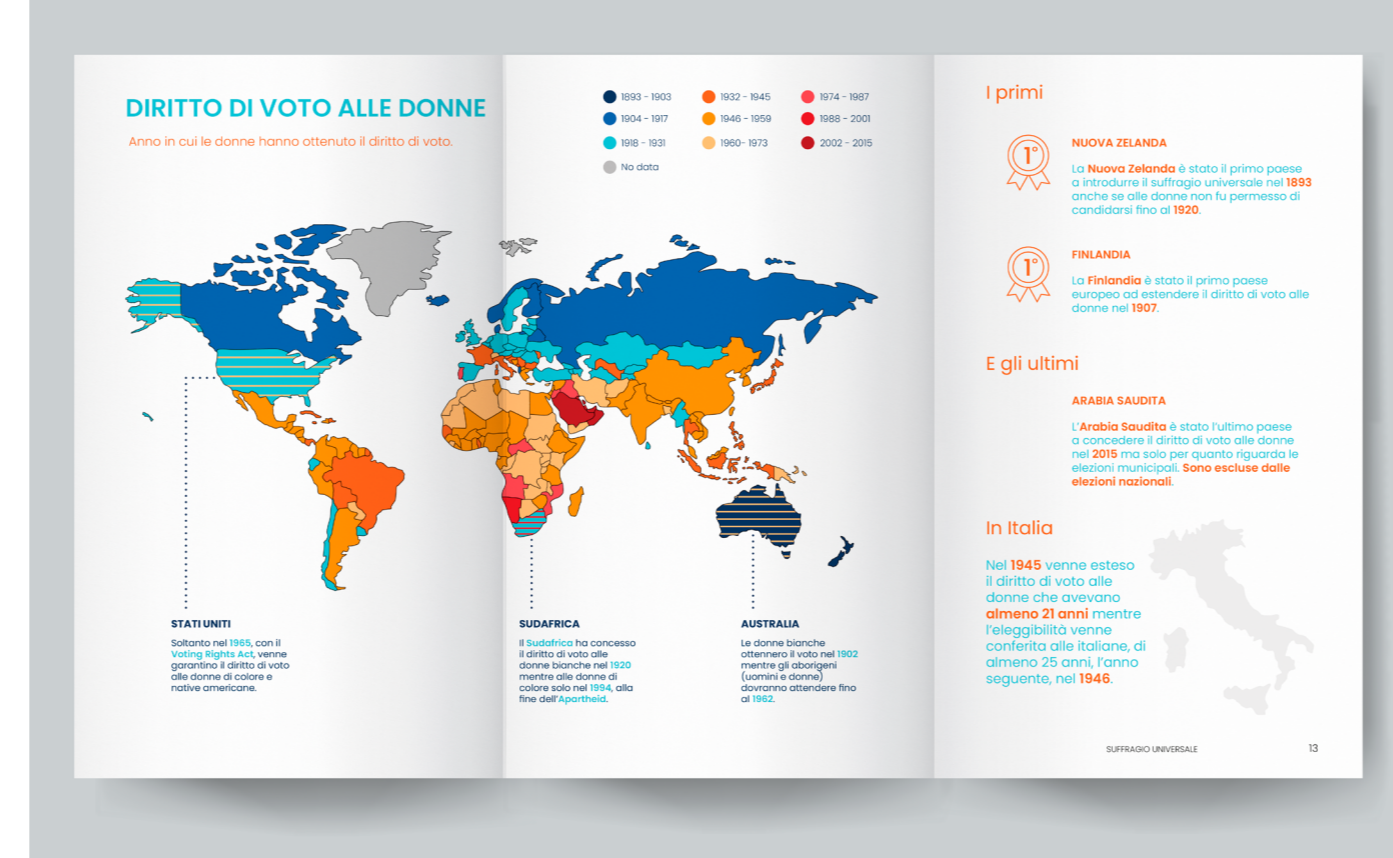 DIRITTO DI VOTO ALLE DONNE
Anno in cui le donne hanno ottenuto il diritto di voto.
1893 - 1903
1904 - 1917
1918 - 1931
No data
1932 - 1945
1946 - 1959
1960- 1973
1974 - 1987
1988 - 2001
2002 - 2015
STATI UNITI
Soltanto nel 1965, con il
Voting Rights Act, venne
garantino il diritto di voto
alle donne di colore e
native americane.
SUDAFRICA
Il Sudafrica ha concesso
il diritto di voto alle
donne bianche nel 1920
mentre alle donne di
colore solo nel 1994, alla
fine dell'Apartheid.
AUSTRALIA
Le donne bianche
ottennero il voto nel 1902
mentre gli aborigeni
(uomini e donne)
dovranno attendere fino
al 1962.
I primi
1°
NUOVA ZELANDA
La Nuova Zelanda è stato il primo paese
a introdurre il suffragio universale nel 1893
anche se alle donne non fu permesso di
candidarsi fino al 1920.
1°
FINLANDIA
La Finlandia è stato il primo paese
europeo ad estendere il diritto di voto alle
donne nel 1907.
E gli ultimi
ARABIA SAUDITA
L'Arabia Saudita è stato l'ultimo paese
a concedere il diritto di voto alle donne
nel 2015 ma solo per quanto riguarda le
elezioni municipali. Sono escluse dalle
elezioni nazionali.
In Italia
Nel 1945 venne esteso
il diritto di voto alle
donne che avevano
almeno 21 anni mentre
l'eleggibilità venne
conferita alle italiane, di
almeno 25 anni, l'anno
seguente, nel 1946.
SUFFRAGIO UNIVERSALE
13